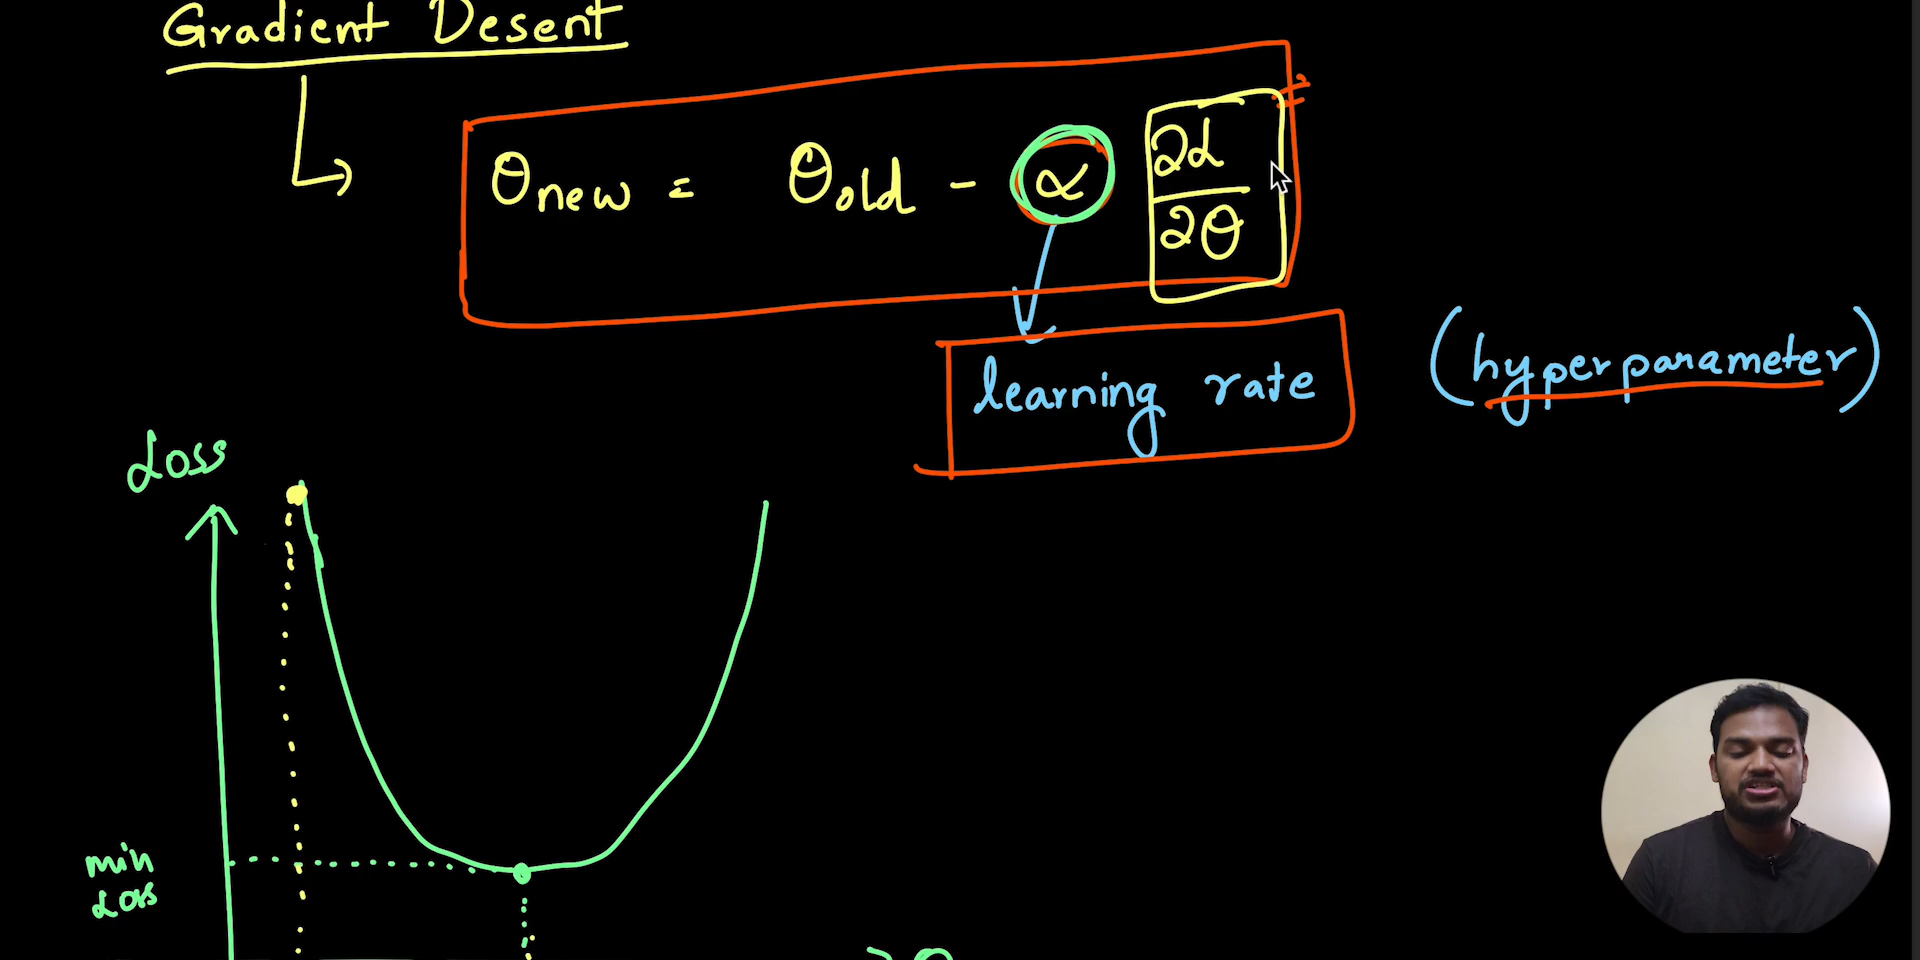 Gradient Desent
θnew = θold - α ∂L/∂θ
learning rate
(hyperparameter)
Loss
min
Loss